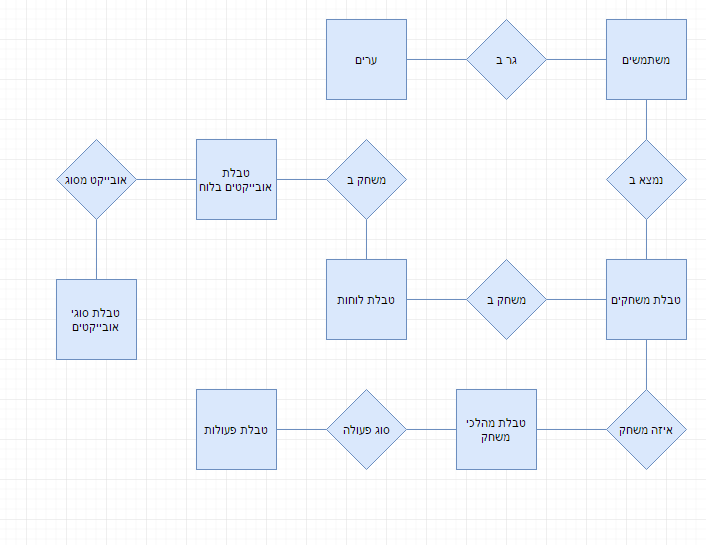 משתמשים
גר ב
ערים
נמצא ב
משחק ב
טבלת
אובייקטים בלוח
אובייקט מסוג
טבלת משחקים
משחק ב
טבלת לוחות
טבלת סוגי
אובייקטים
איזה משחק
טבלת מהלכי
משחק
סוג פעולה
טבלת פעולות